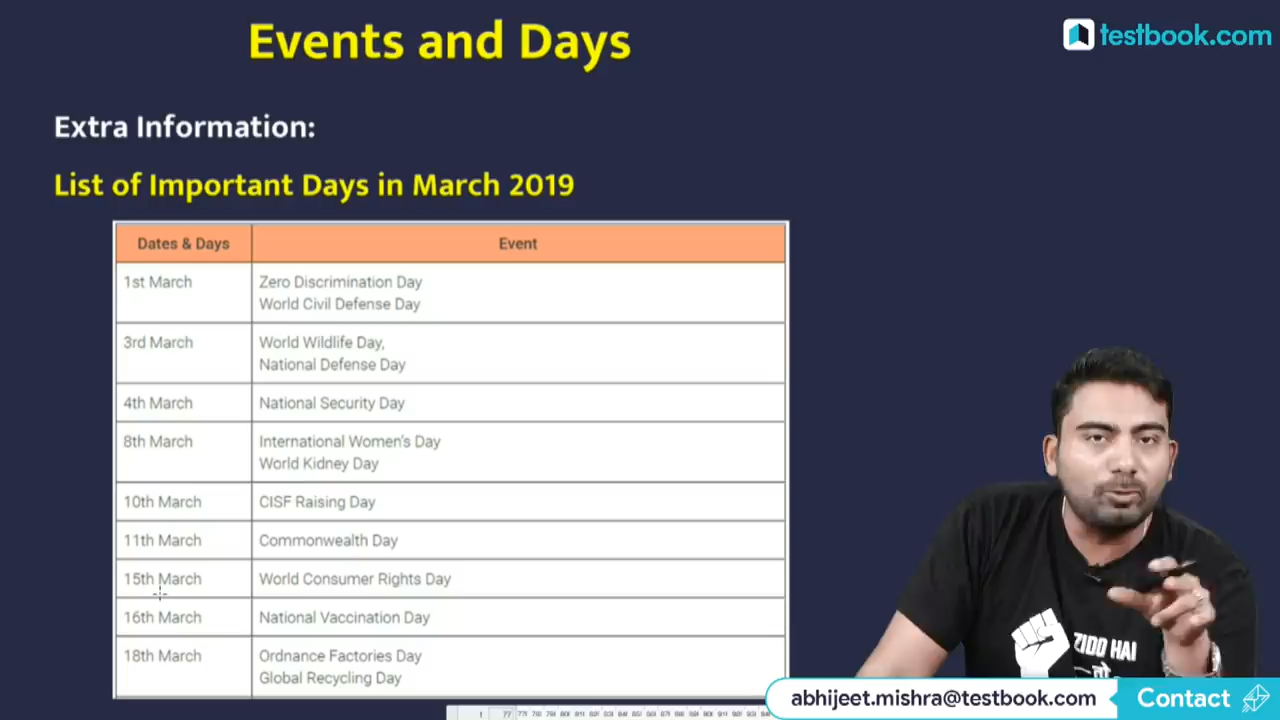 Events and Days
testbook.com
Extra Information:
List of Important Days in March 2019
Dates & Days
Event
1st March
Zero Discrimination Day
World Civil Defense Day
3rd March
World Wildlife Day,
National Defense Day
4th March
National Security Day
8th March
International Women's Day
World Kidney Day
10th March
CISF Raising Day
11th March
Commonwealth Day
15th March
World Consumer Rights Day
16th March
National Vaccination Day
18th March
Ordnance Factories Day
Global Recycling Day
ZIDD HAI
abhijeet.mishra@testbook.com
Contact